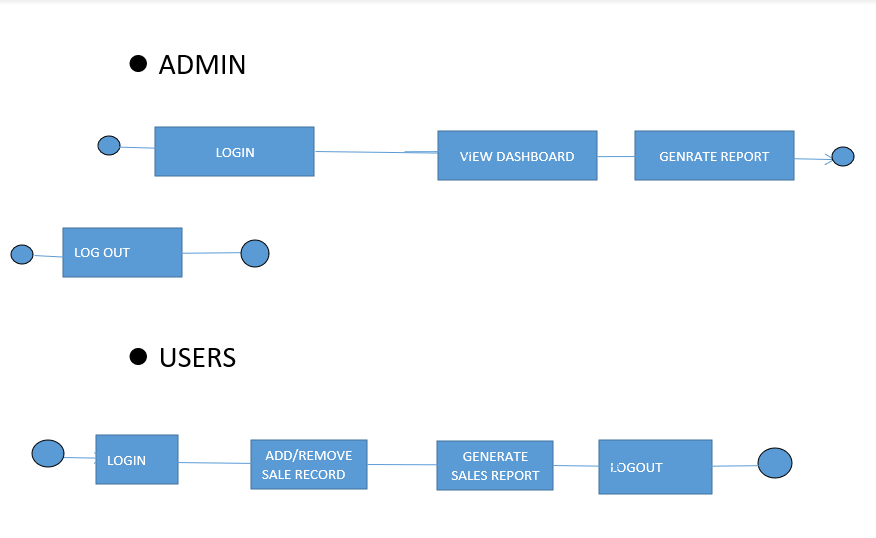 ADMIN
LOGIN
ViEW DASHBOARD
GENRATE REPORT
LOG OUT
USERS
LOGIN
ADD/REMOVE
SALE RECORD
GENERATE
SALES REPORT
LOGOUT